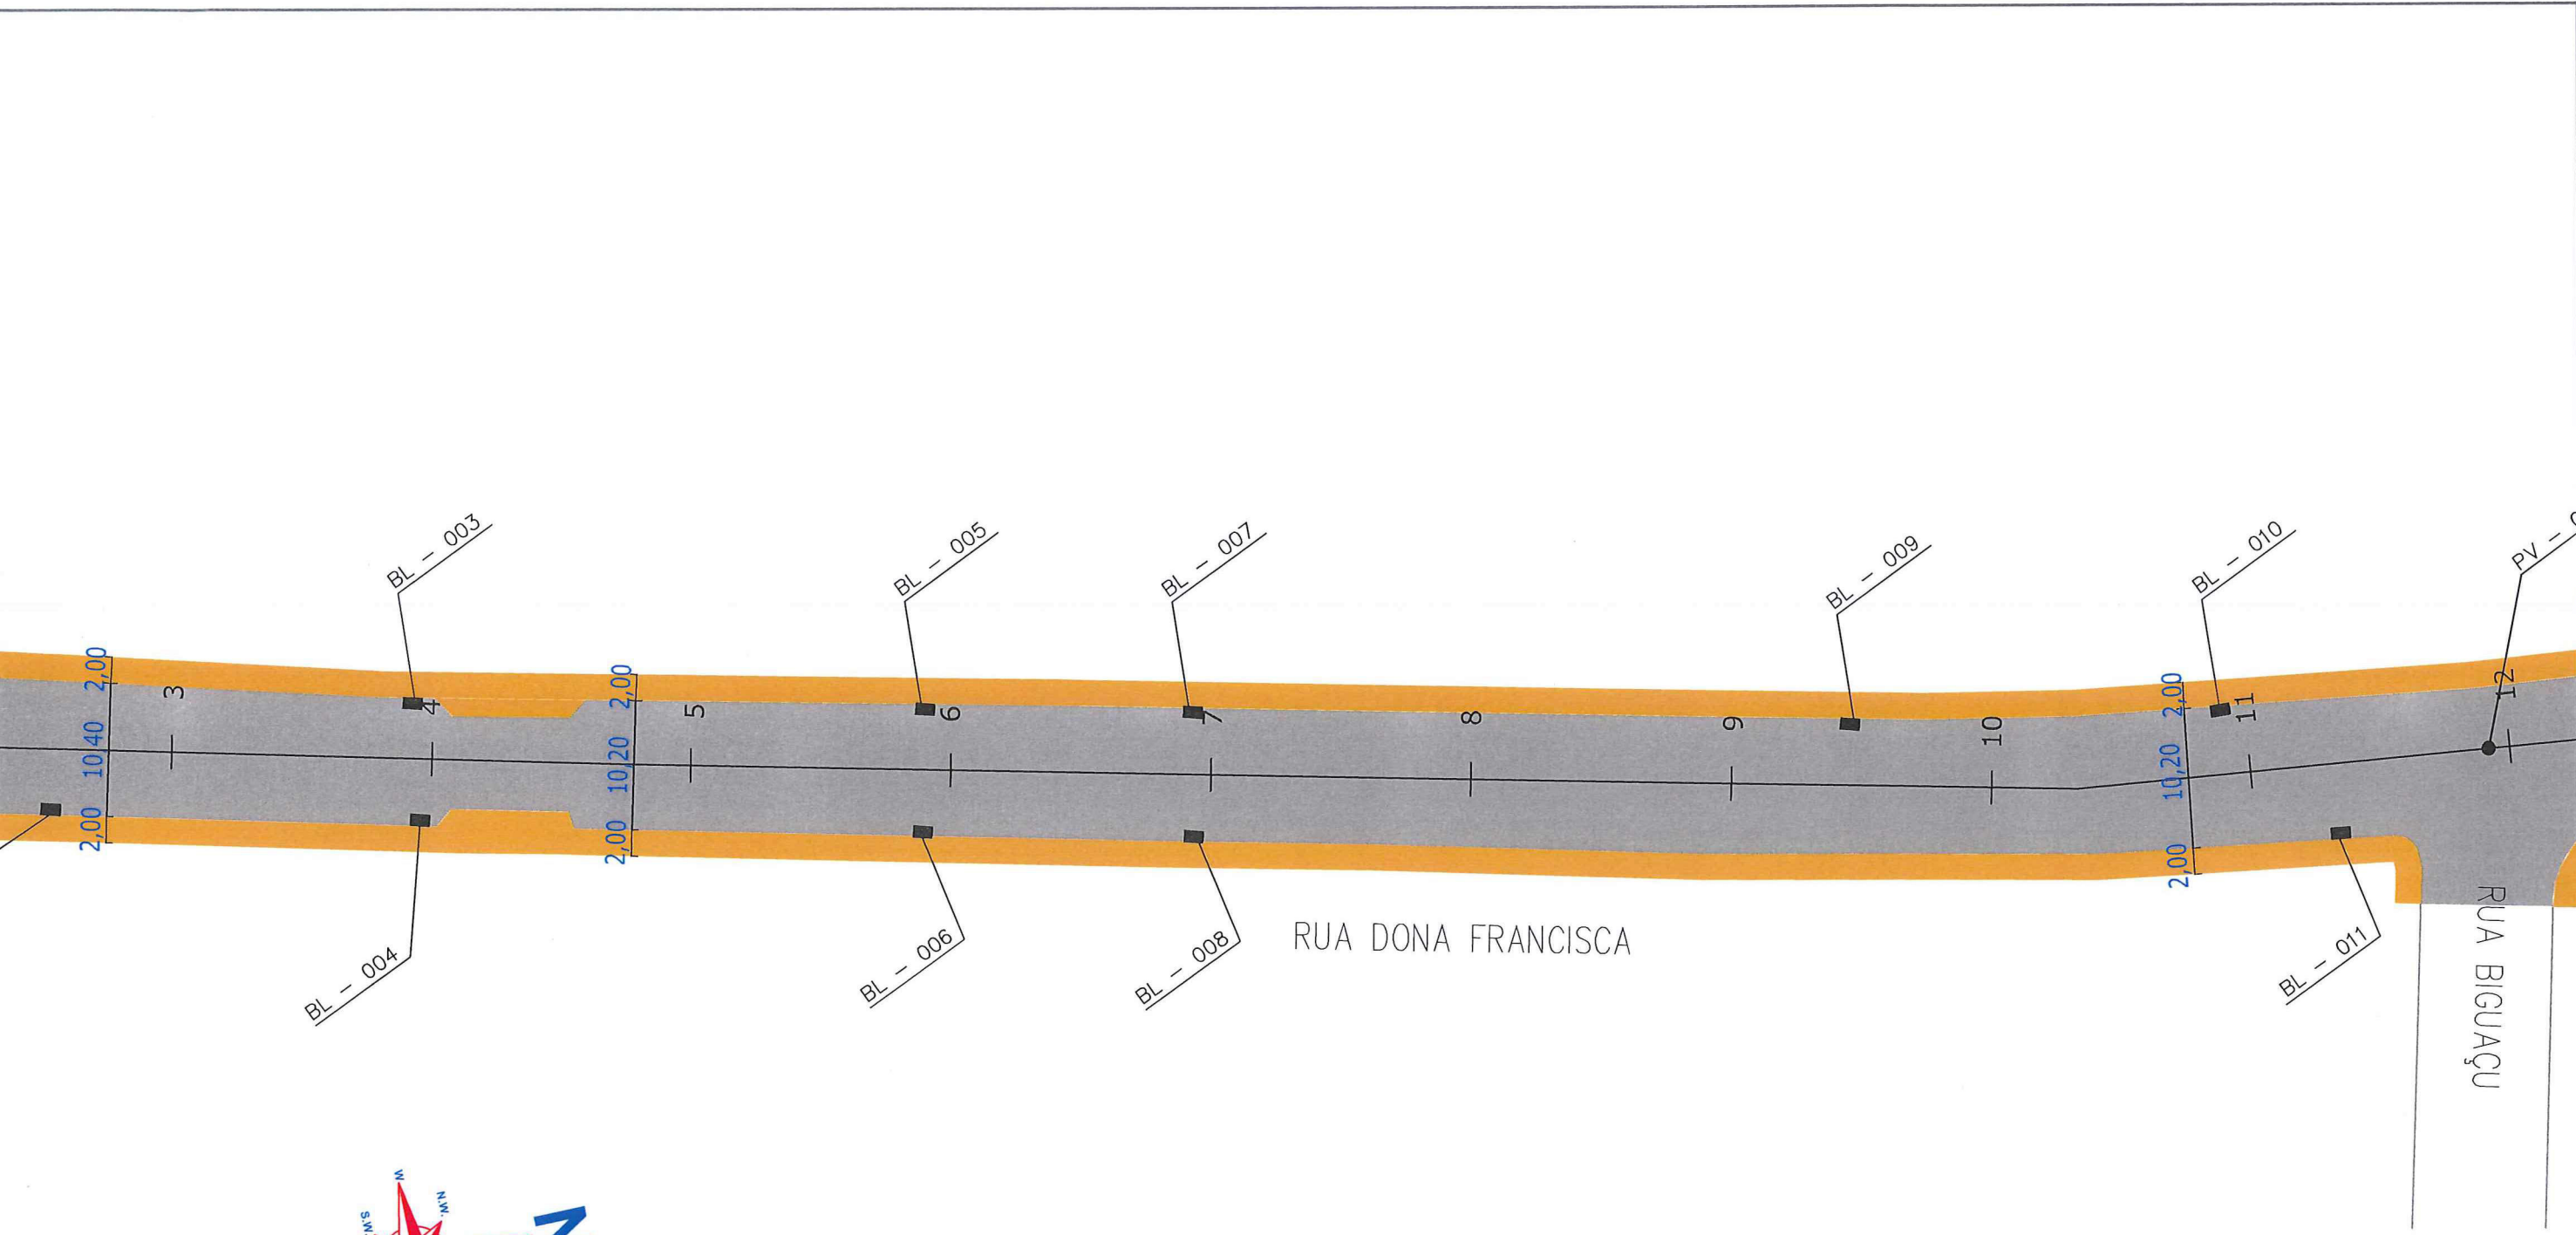 BL - 003
BL - 005
BL - 007
BL - 009
BL - 010
PV -
2,00
10,40
2,00
3
4
2,00
10,20
2,00
5
6
7
8
9
10
2,00
10,20
2,00
11
12
BL - 004
BL - 006
BL - 008
RUA DONA FRANCISCA
BL - 011
RUA BIGUAÇU
W
N.W.
S.W.
N